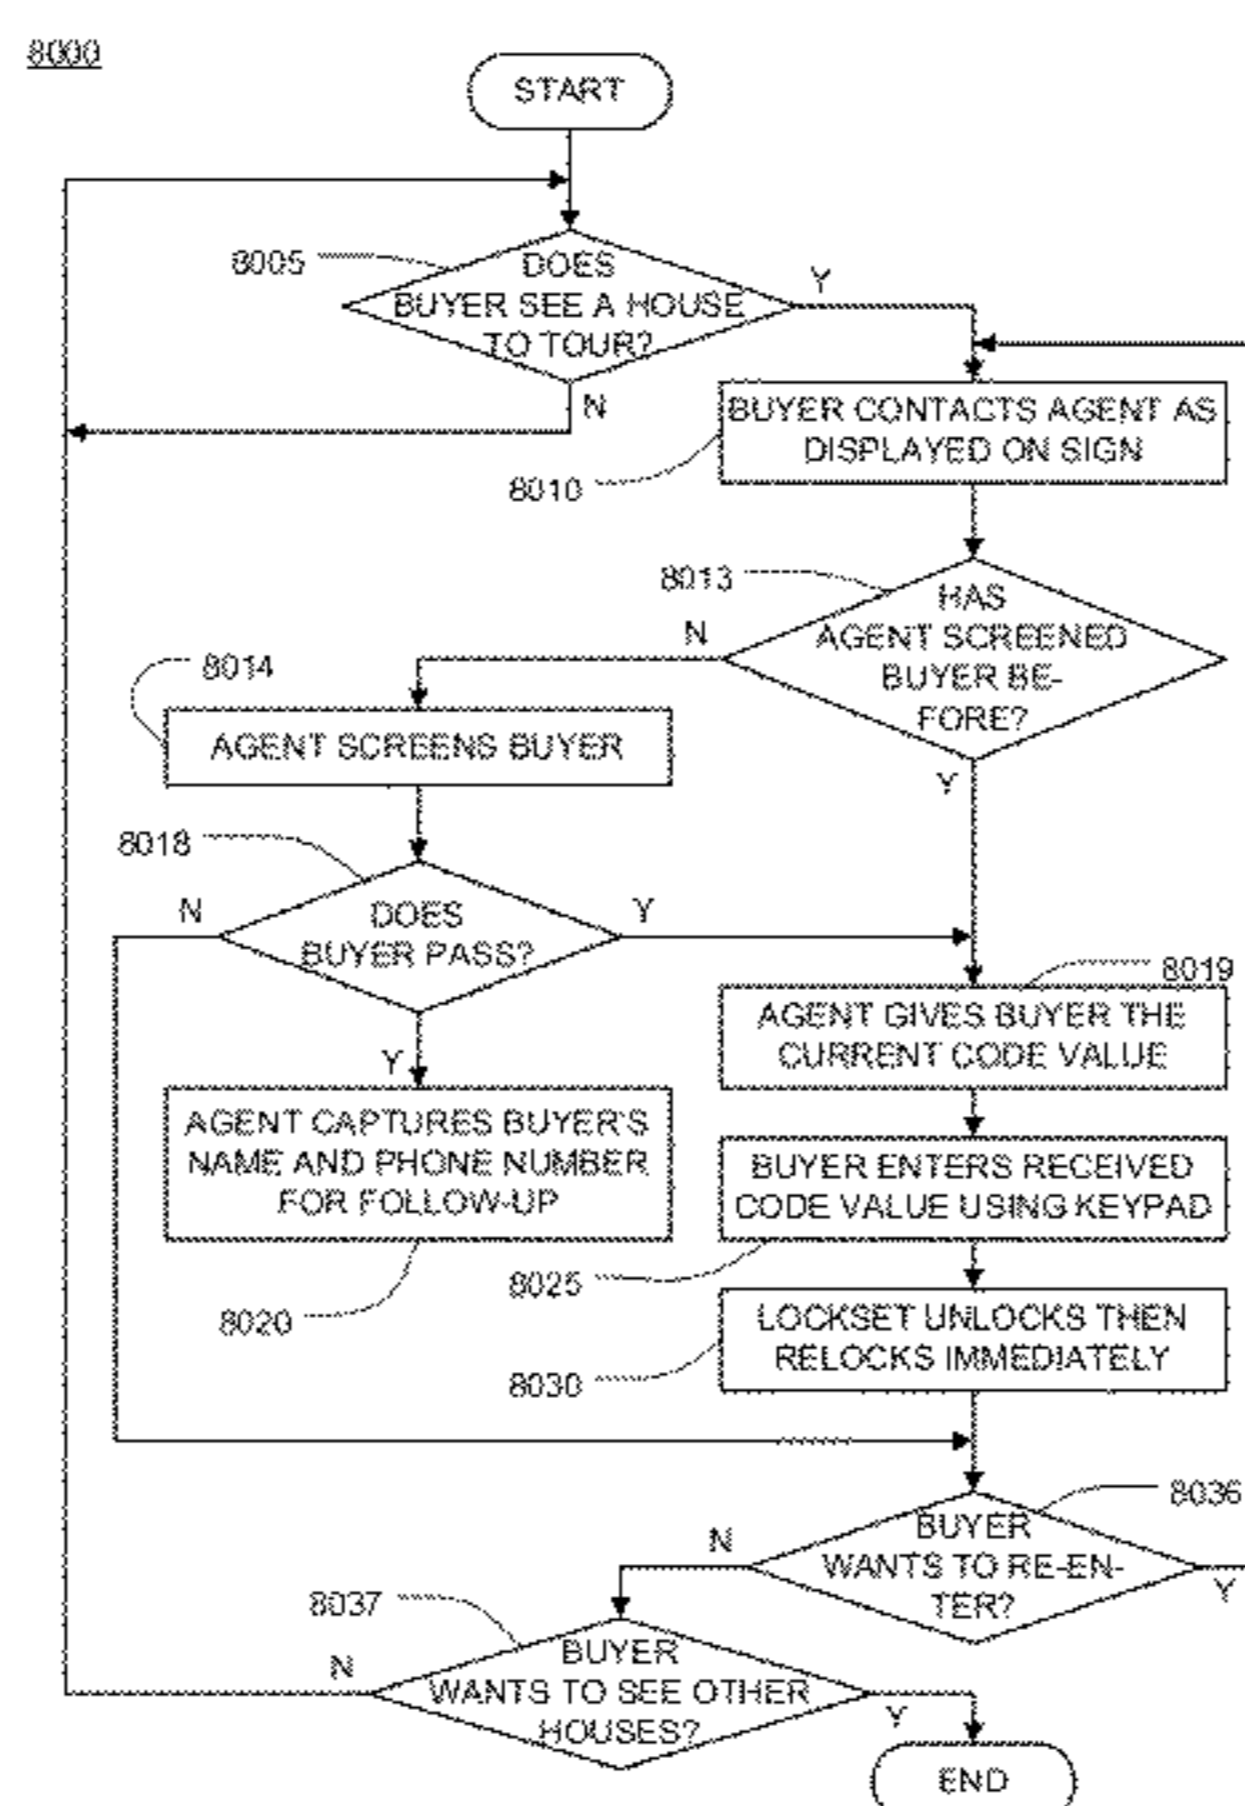 8000
START
8005
DOES
BUYER SEE A HOUSE
TO TOUR?
Y
N
BUYER CONTACTS AGENT AS
DISPLAYED ON SIGN
8010
8013
HAS
AGENT SCREENED
BUYER BE-
FORE?
N
Y
8014
AGENT SCREENS BUYER
8018
DOES
BUYER PASS?
N
Y
Y
8019
AGENT GIVES BUYER THE
CURRENT CODE VALUE
AGENT CAPTURES BUYER'S
NAME AND PHONE NUMBER
FOR FOLLOW-UP
8020
BUYER ENTERS RECEIVED
CODE VALUE USING KEYPAD
8025
LOCKSET UNLOCKS THEN
RELOCKS IMMEDIATELY
8030
8036
BUYER
WANTS TO RE-EN-
TER?
N
Y
8037
BUYER
WANTS TO SEE OTHER
HOUSES?
N
Y
END